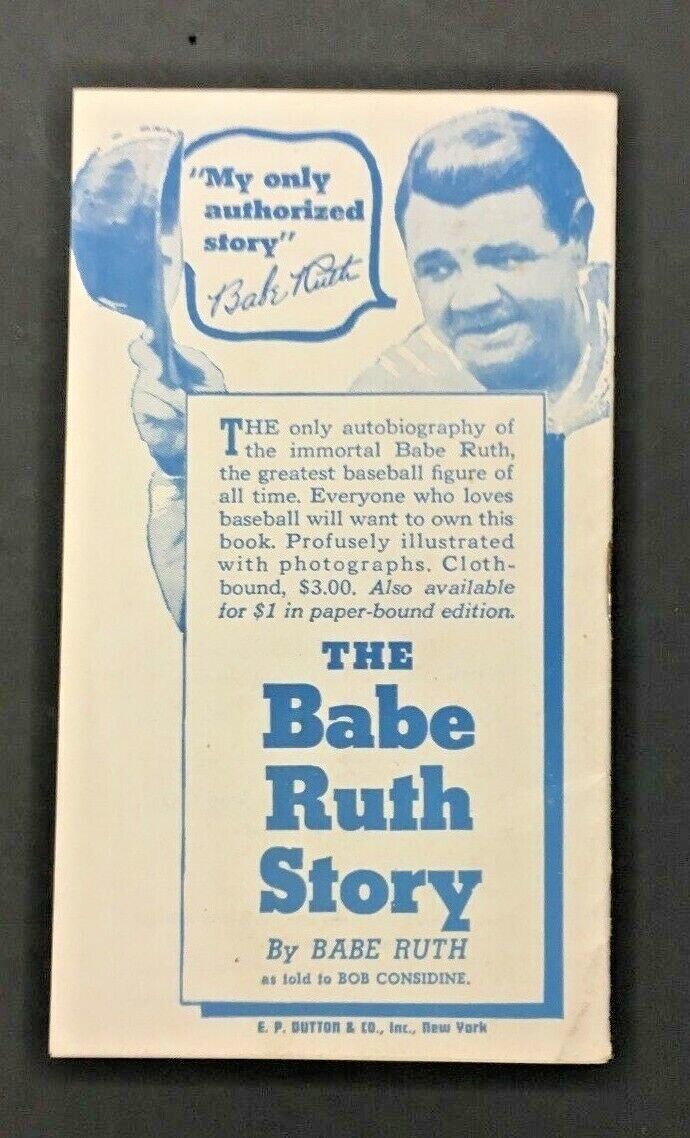 "My only
authorized
story"
Babe Ruth
THE only autobiography of
the immortal Babe Ruth,
the greatest baseball figure of
all time. Everyone who loves
baseball will want to own this
book. Profusely illustrated
with photographs. Cloth-
bound, $3.00. Also available
for $1 in paper-bound edition.
THE
Babe
Ruth
Story
By BABE RUTH
as told to BOB CONSIDINE.
E. P. DUTTON & CO., Inc., New York